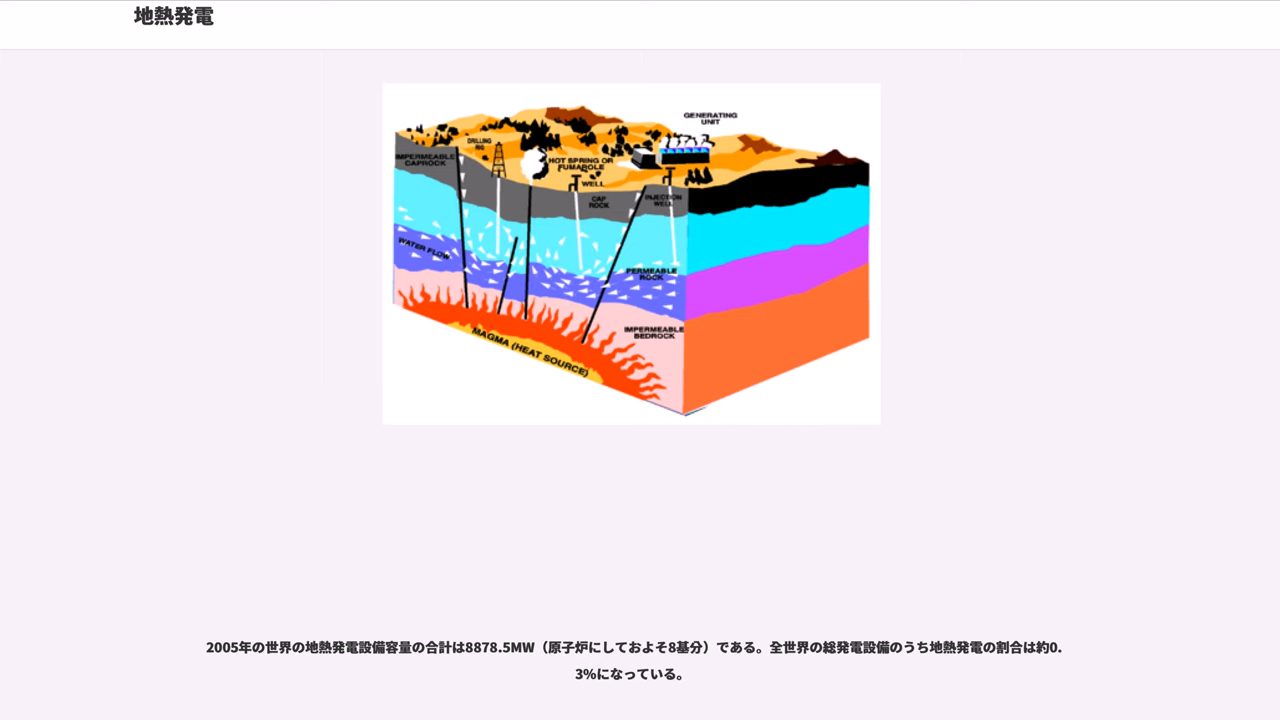 地熱発電
GENERATING
UNIT
DRILLING
RIG
IMPERMEABLE
CAPROCK
HOT SPRING OR
FUMAROLE
WELL
CAP
ROCK
INJECTION
WELL
WATER FLOW
PERMEABLE
ROCK
IMPERMEABLE
BEDROCK
MAGMA (HEAT SOURCE)
2005年の世界の地熱発電設備容量の合計は8878.5MW（原子炉にしておよそ8基分）である。全世界の総発電設備のうち地熱発電の割合は約0.
3%になっている。